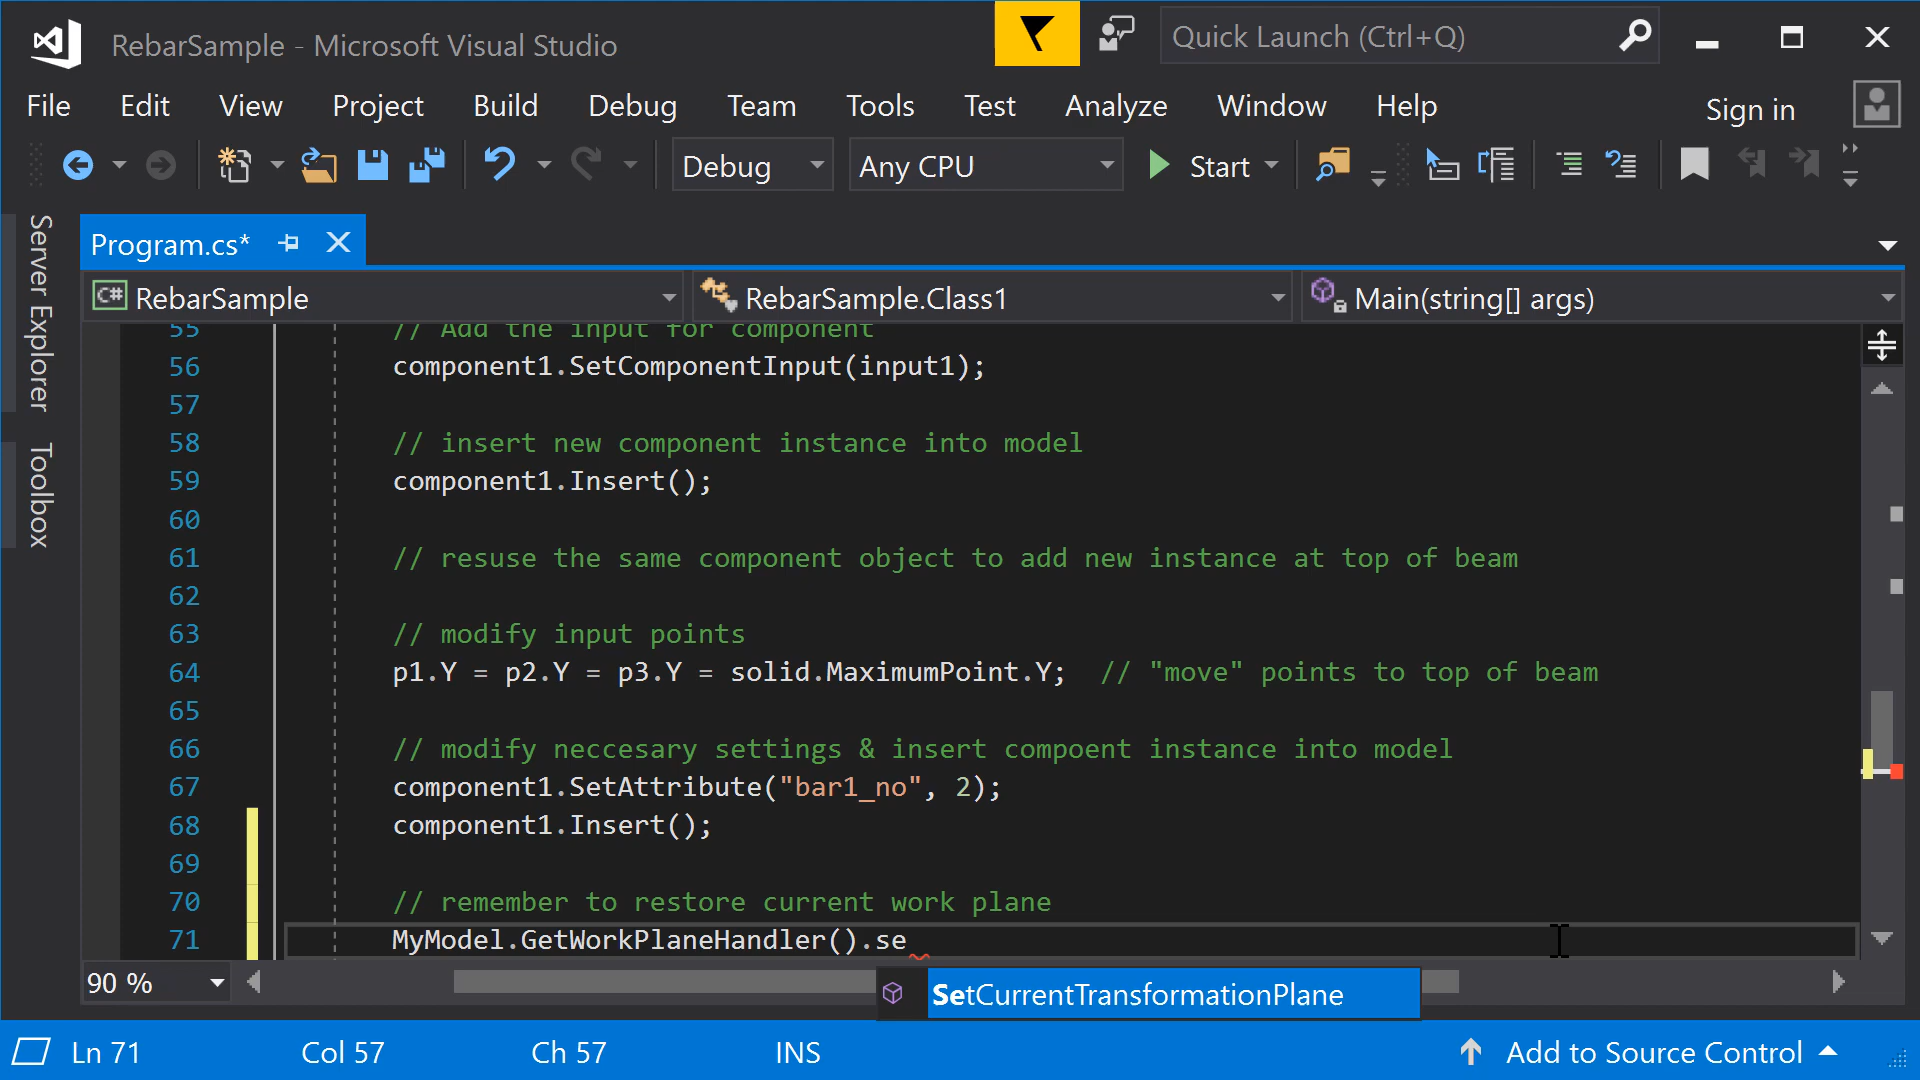 RebarSample - Microsoft Visual Studio
Quick Launch (Ctrl+Q)
File Edit View Project Build Debug Team Tools Test Analyze Window Help
Sign in
Debug
Any CPU
Start
Server Explorer
Toolbox
Program.cs*
C# RebarSample
RebarSample.Class1
Main(string[] args)
55 // Add the input for component
56 component1.SetComponentInput(input1);
57
58 // insert new component instance into model
59 component1.Insert();
60
61 // resuse the same component object to add new instance at top of beam
62
63 // modify input points
64 p1.Y = p2.Y = p3.Y = solid.MaximumPoint.Y; // "move" points to top of beam
65
66 // modify neccesary settings & insert compoent instance into model
67 component1.SetAttribute("bar1_no", 2);
68 component1.Insert();
69
70 // remember to restore current work plane
71 MyModel.GetWorkPlaneHandler().se
90 %
SetCurrentTransformationPlane
Ln 71 Col 57 Ch 57 INS Add to Source Control